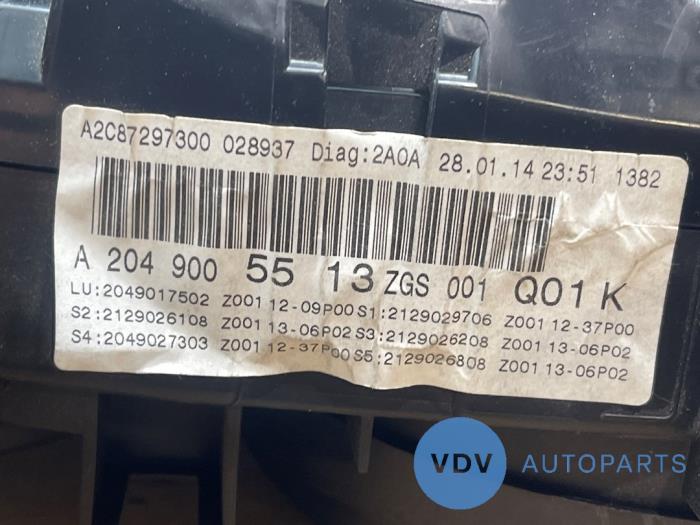 A2C87297300 028937 Diag:2A0A 28.01.14 23:51 1382
A 204 900 55 13 ZGS 001 Q01 K
LU:2049017502 Z001 12-09P00 S1:2129029706 Z001 12-37P00
S2:2129026108 Z001 13-06P02 S3:2129026208 Z001 13-06P02
S4:2049027303 Z001 12-37P00 S5:2129026808 Z001 13-06P02
VDV AUTOPARTS